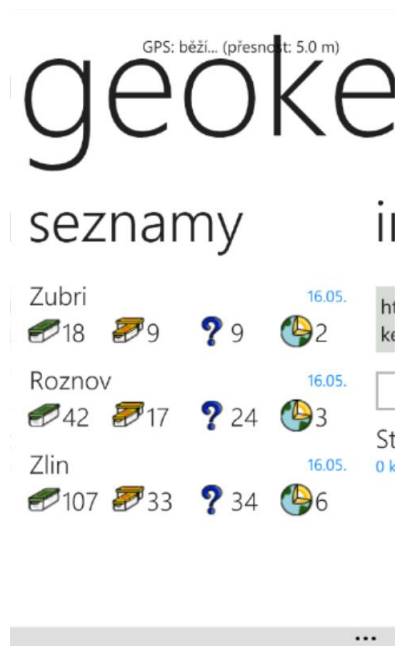 GPS: běží... (přesnost: 5.0 m)
geoke
seznamy
Zubri 16.05.
18 9 ? 9 2
Roznov 16.05.
42 17 ? 24 3
Zlin 16.05.
107 33 ? 34 6
St
0 k